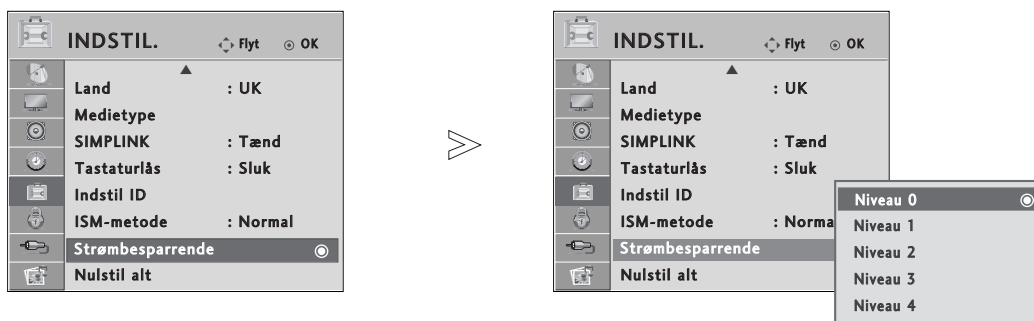 INDSTIL. Flyt OK
Land : UK
Medietype
SIMPLINK : Tænd
Tastaturlås : Sluk
Indstil ID
ISM-metode : Normal
Strømbesparrende
Nulstil alt
INDSTIL. Flyt OK
Land : UK
Medietype
SIMPLINK : Tænd
Tastaturlås : Sluk
Indstil ID
ISM-metode : Norma
Strømbesparrende
Nulstil alt
Niveau 0
Niveau 1
Niveau 2
Niveau 3
Niveau 4